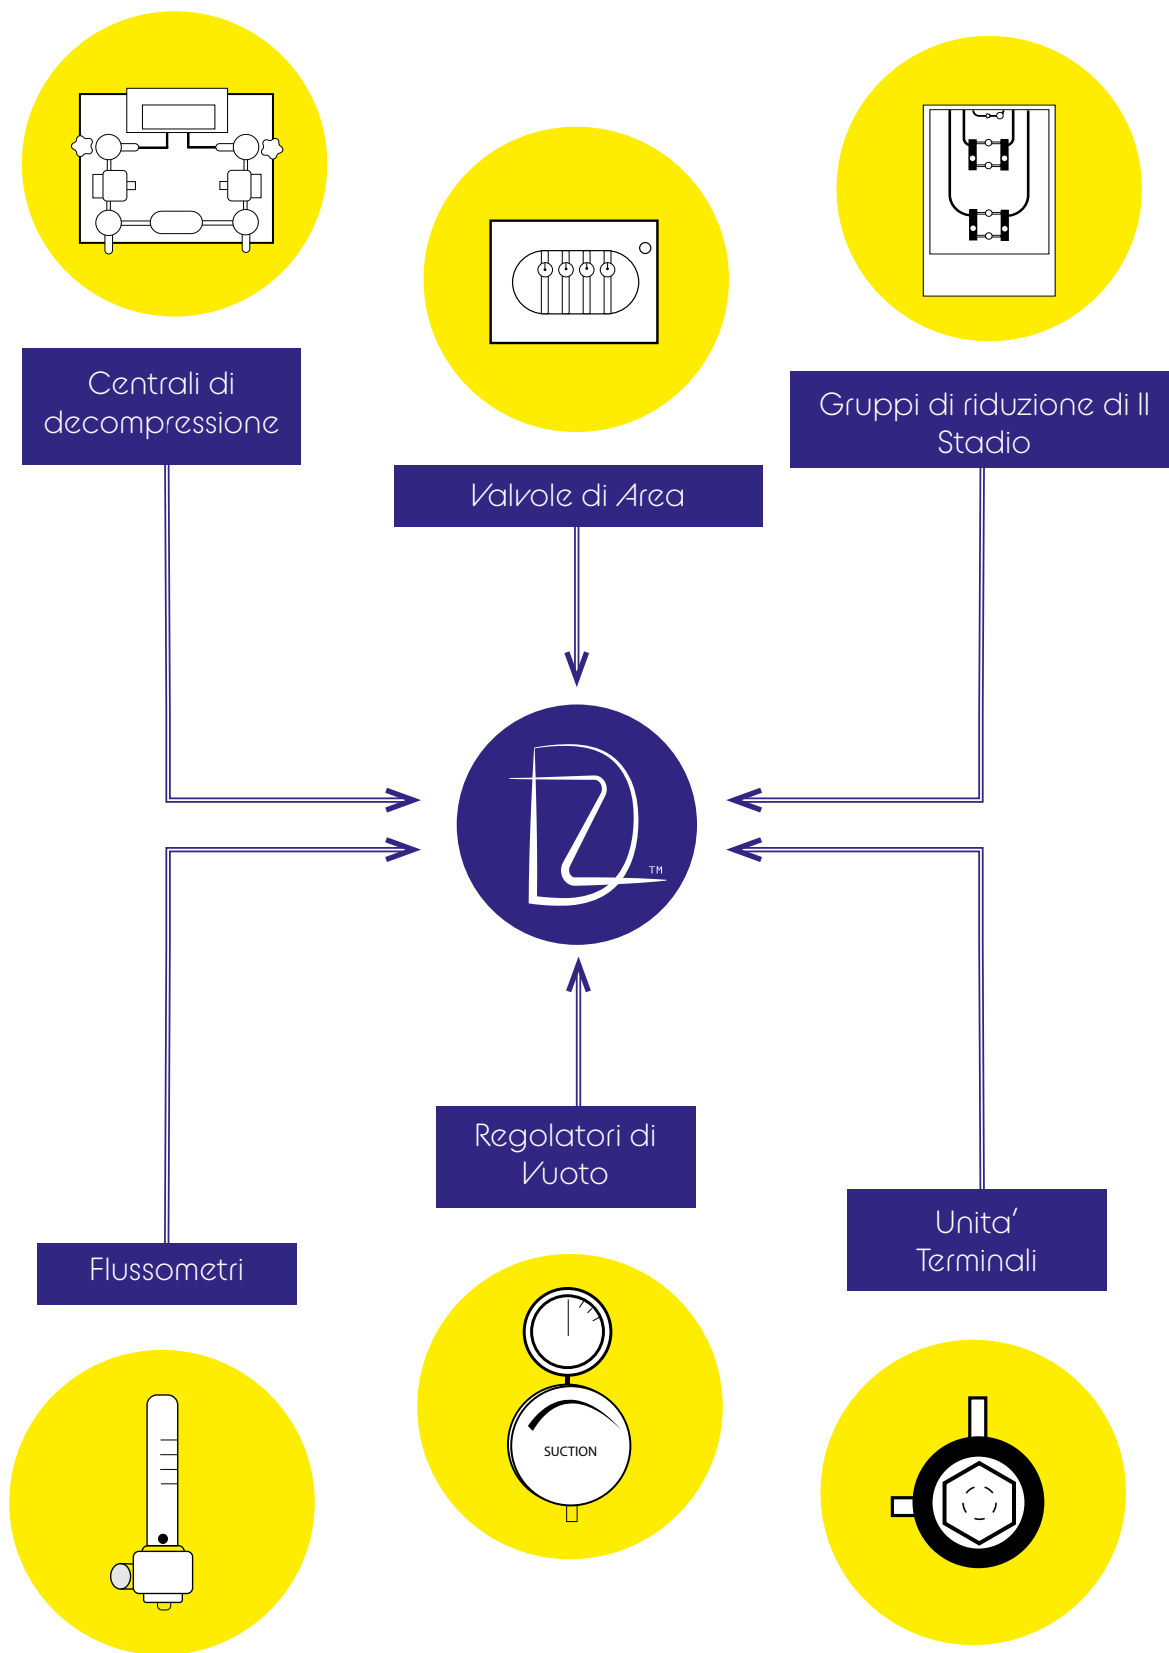 Centrali di
decompressione
Valvole di Area
Gruppi di riduzione di II
Stadio
DZ
TM
Regolatori di
Vuoto
Unita'
Terminali
Flussometri
SUCTION